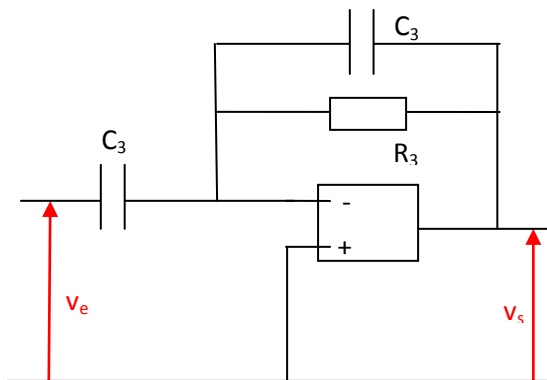 C₃
R₃
C₃
-
+
vₑ
vₛ